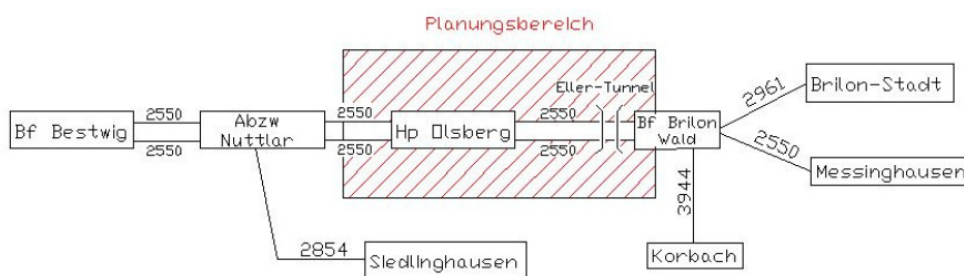 Planungsbereich
Eller-Tunnel
2961
Brilon-Stadt
2550
2550
2550
Bf Bestwig
Abzw
Nuttlar
Hp Olsberg
Bf Brilon
Wald
2550
2550
2550
2550
Messinghausen
3944
2854
Siedlinghausen
Korbach